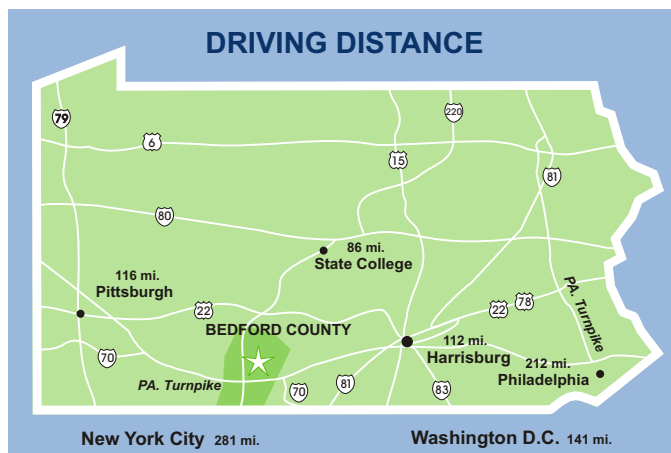 DRIVING DISTANCE
79
220
6
15
81
80
86 mi.
State College
116 mi.
Pittsburgh
PA. Turnpike
22
22
78
BEDFORD COUNTY
70
112 mi.
Harrisburg
212 mi.
Philadelphia
PA. Turnpike
70
81
83
New York City 281 mi.
Washington D.C. 141 mi.